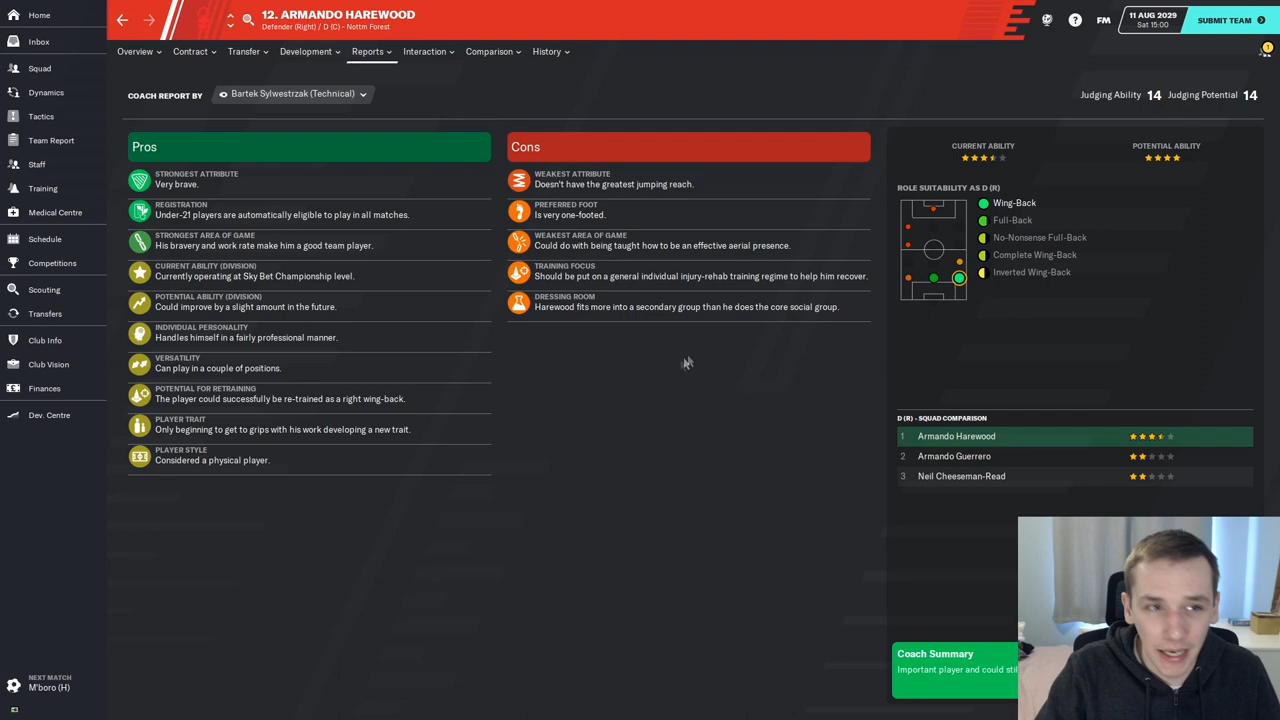 Home
Inbox
Squad
Dynamics
Tactics
Team Report
Staff
Training
Medical Centre
Schedule
Competitions
Scouting
Transfers
Club Info
Club Vision
Finances
Dev. Centre
NEXT MATCH
M'boro (H)
12. ARMANDO HAREWOOD
Defender (Right) / D (C) - Nottm Forest
?
FM
11 AUG 2029
Sat 15:00
SUBMIT TEAM
1
Overview
Contract
Transfer
Development
Reports
Interaction
Comparison
History
COACH REPORT BY
Bartek Sylwestrzak (Technical)
Judging Ability 14 Judging Potential 14
Pros
STRONGEST ATTRIBUTE
Very brave.
REGISTRATION
Under-21 players are automatically eligible to play in all matches.
STRONGEST AREA OF GAME
His bravery and work rate make him a good team player.
CURRENT ABILITY (DIVISION)
Currently operating at Sky Bet Championship level.
POTENTIAL ABILITY (DIVISION)
Could improve by a slight amount in the future.
INDIVIDUAL PERSONALITY
Handles himself in a fairly professional manner.
VERSATILITY
Can play in a couple of positions.
POTENTIAL FOR RETRAINING
The player could successfully be re-trained as a right wing-back.
PLAYER TRAIT
Only beginning to get to grips with his work developing a new trait.
PLAYER STYLE
Considered a physical player.
Cons
WEAKEST ATTRIBUTE
Doesn't have the greatest jumping reach.
PREFERRED FOOT
Is very one-footed.
WEAKEST AREA OF GAME
Could do with being taught how to be an effective aerial presence.
TRAINING FOCUS
Should be put on a general individual injury-rehab training regime to help him recover.
DRESSING ROOM
Harewood fits more into a secondary group than he does the core social group.
CURRENT ABILITY
POTENTIAL ABILITY
ROLE SUITABILITY AS D (R)
Wing-Back
Full-Back
No-Nonsense Full-Back
Complete Wing-Back
Inverted Wing-Back
D (R) - SQUAD COMPARISON
1 Armando Harewood
2 Armando Guerrero
3 Neil Cheeseman-Read
Coach Summary
Important player and could